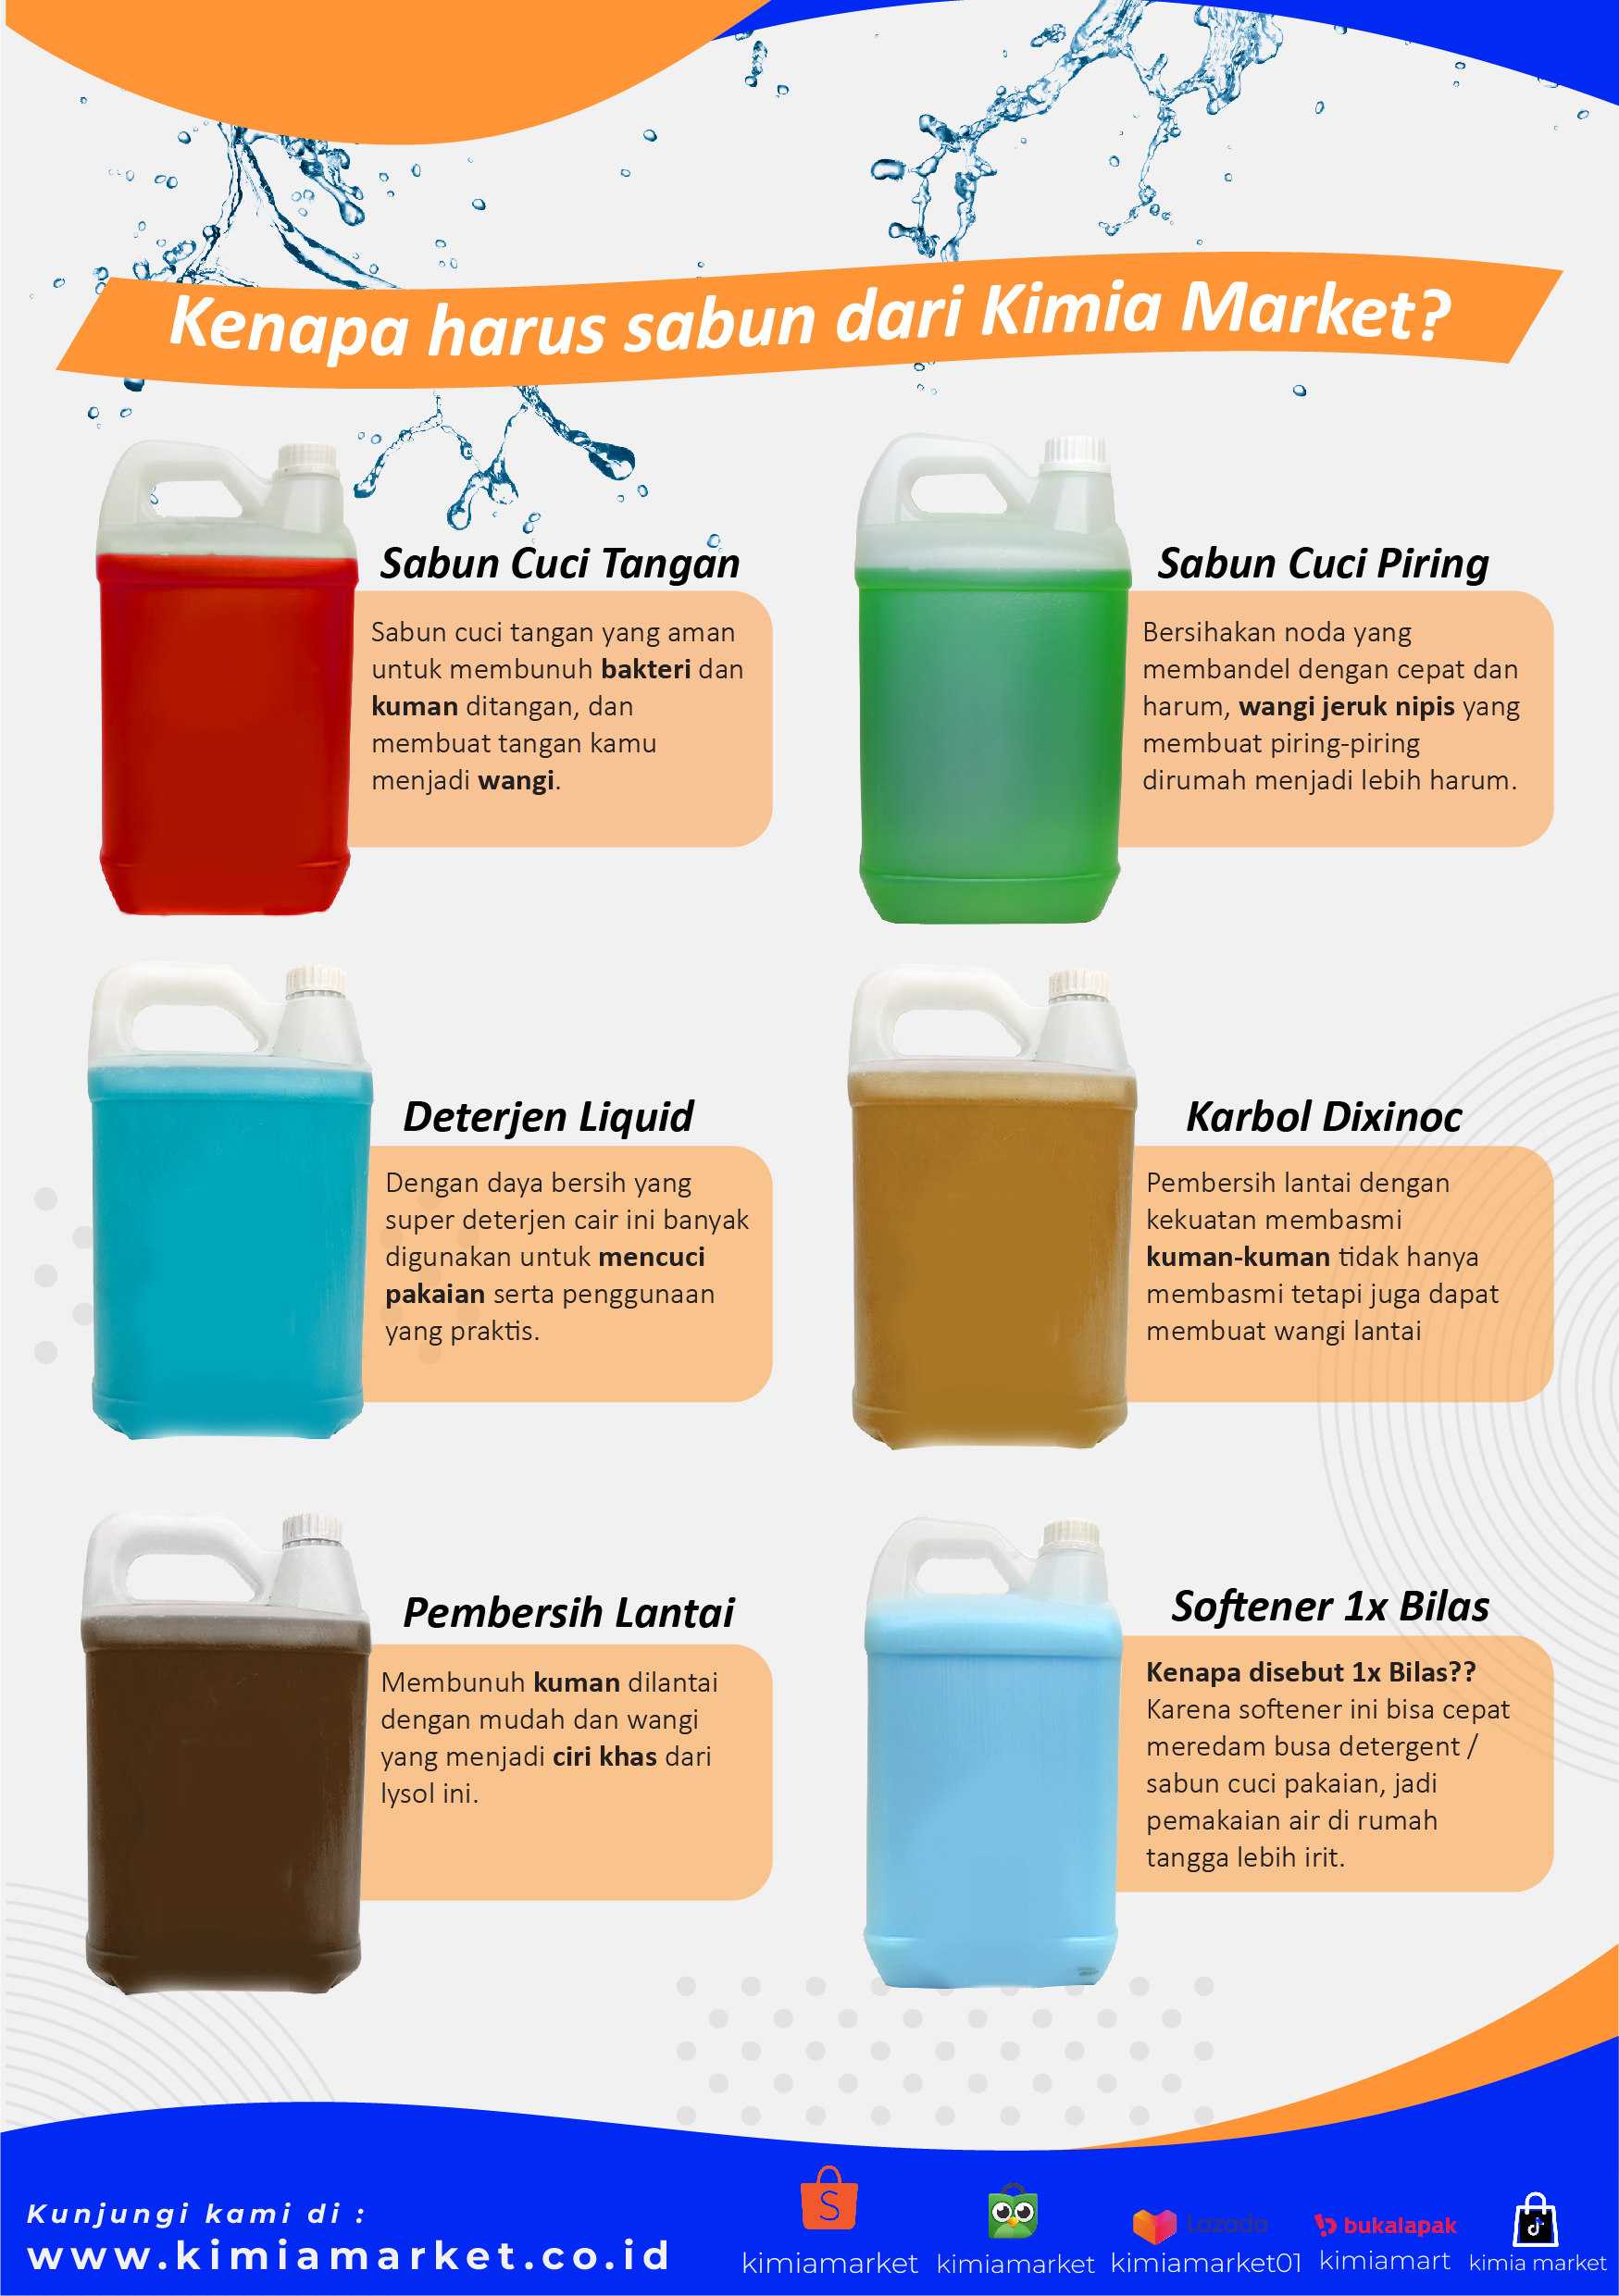 Kenapa harus sabun dari Kimia Market?
Sabun Cuci Tangan
Sabun cuci tangan yang aman
untuk membunuh bakteri dan
kuman ditangan, dan
membuat tangan kamu
menjadi wangi.
Sabun Cuci Piring
Bersihakan noda yang
membandel dengan cepat dan
harum, wangi jeruk nipis yang
membuat piring-piring
dirumah menjadi lebih harum.
Deterjen Liquid
Dengan daya bersih yang
super deterjen cair ini banyak
digunakan untuk mencuci
pakaian serta penggunaan
yang praktis.
Karbol Dixinoc
Pembersih lantai dengan
kekuatan membasmi
kuman-kuman tidak hanya
membasmi tetapi juga dapat
membuat wangi lantai
Pembersih Lantai
Membunuh kuman dilantai
dengan mudah dan wangi
yang menjadi ciri khas dari
lysol ini.
Softener 1x Bilas
Kenapa disebut 1x Bilas??
Karena softener ini bisa cepat
meredam busa detergent /
sabun cuci pakaian, jadi
pemakaian air di rumah
tangga lebih irit.
Kunjungi kami di :
www.kimiamarket.co.id
S
kimiamarket
kimiamarket
Lazada
kimiamarket01
bukalapak
kimiamart
kimia market